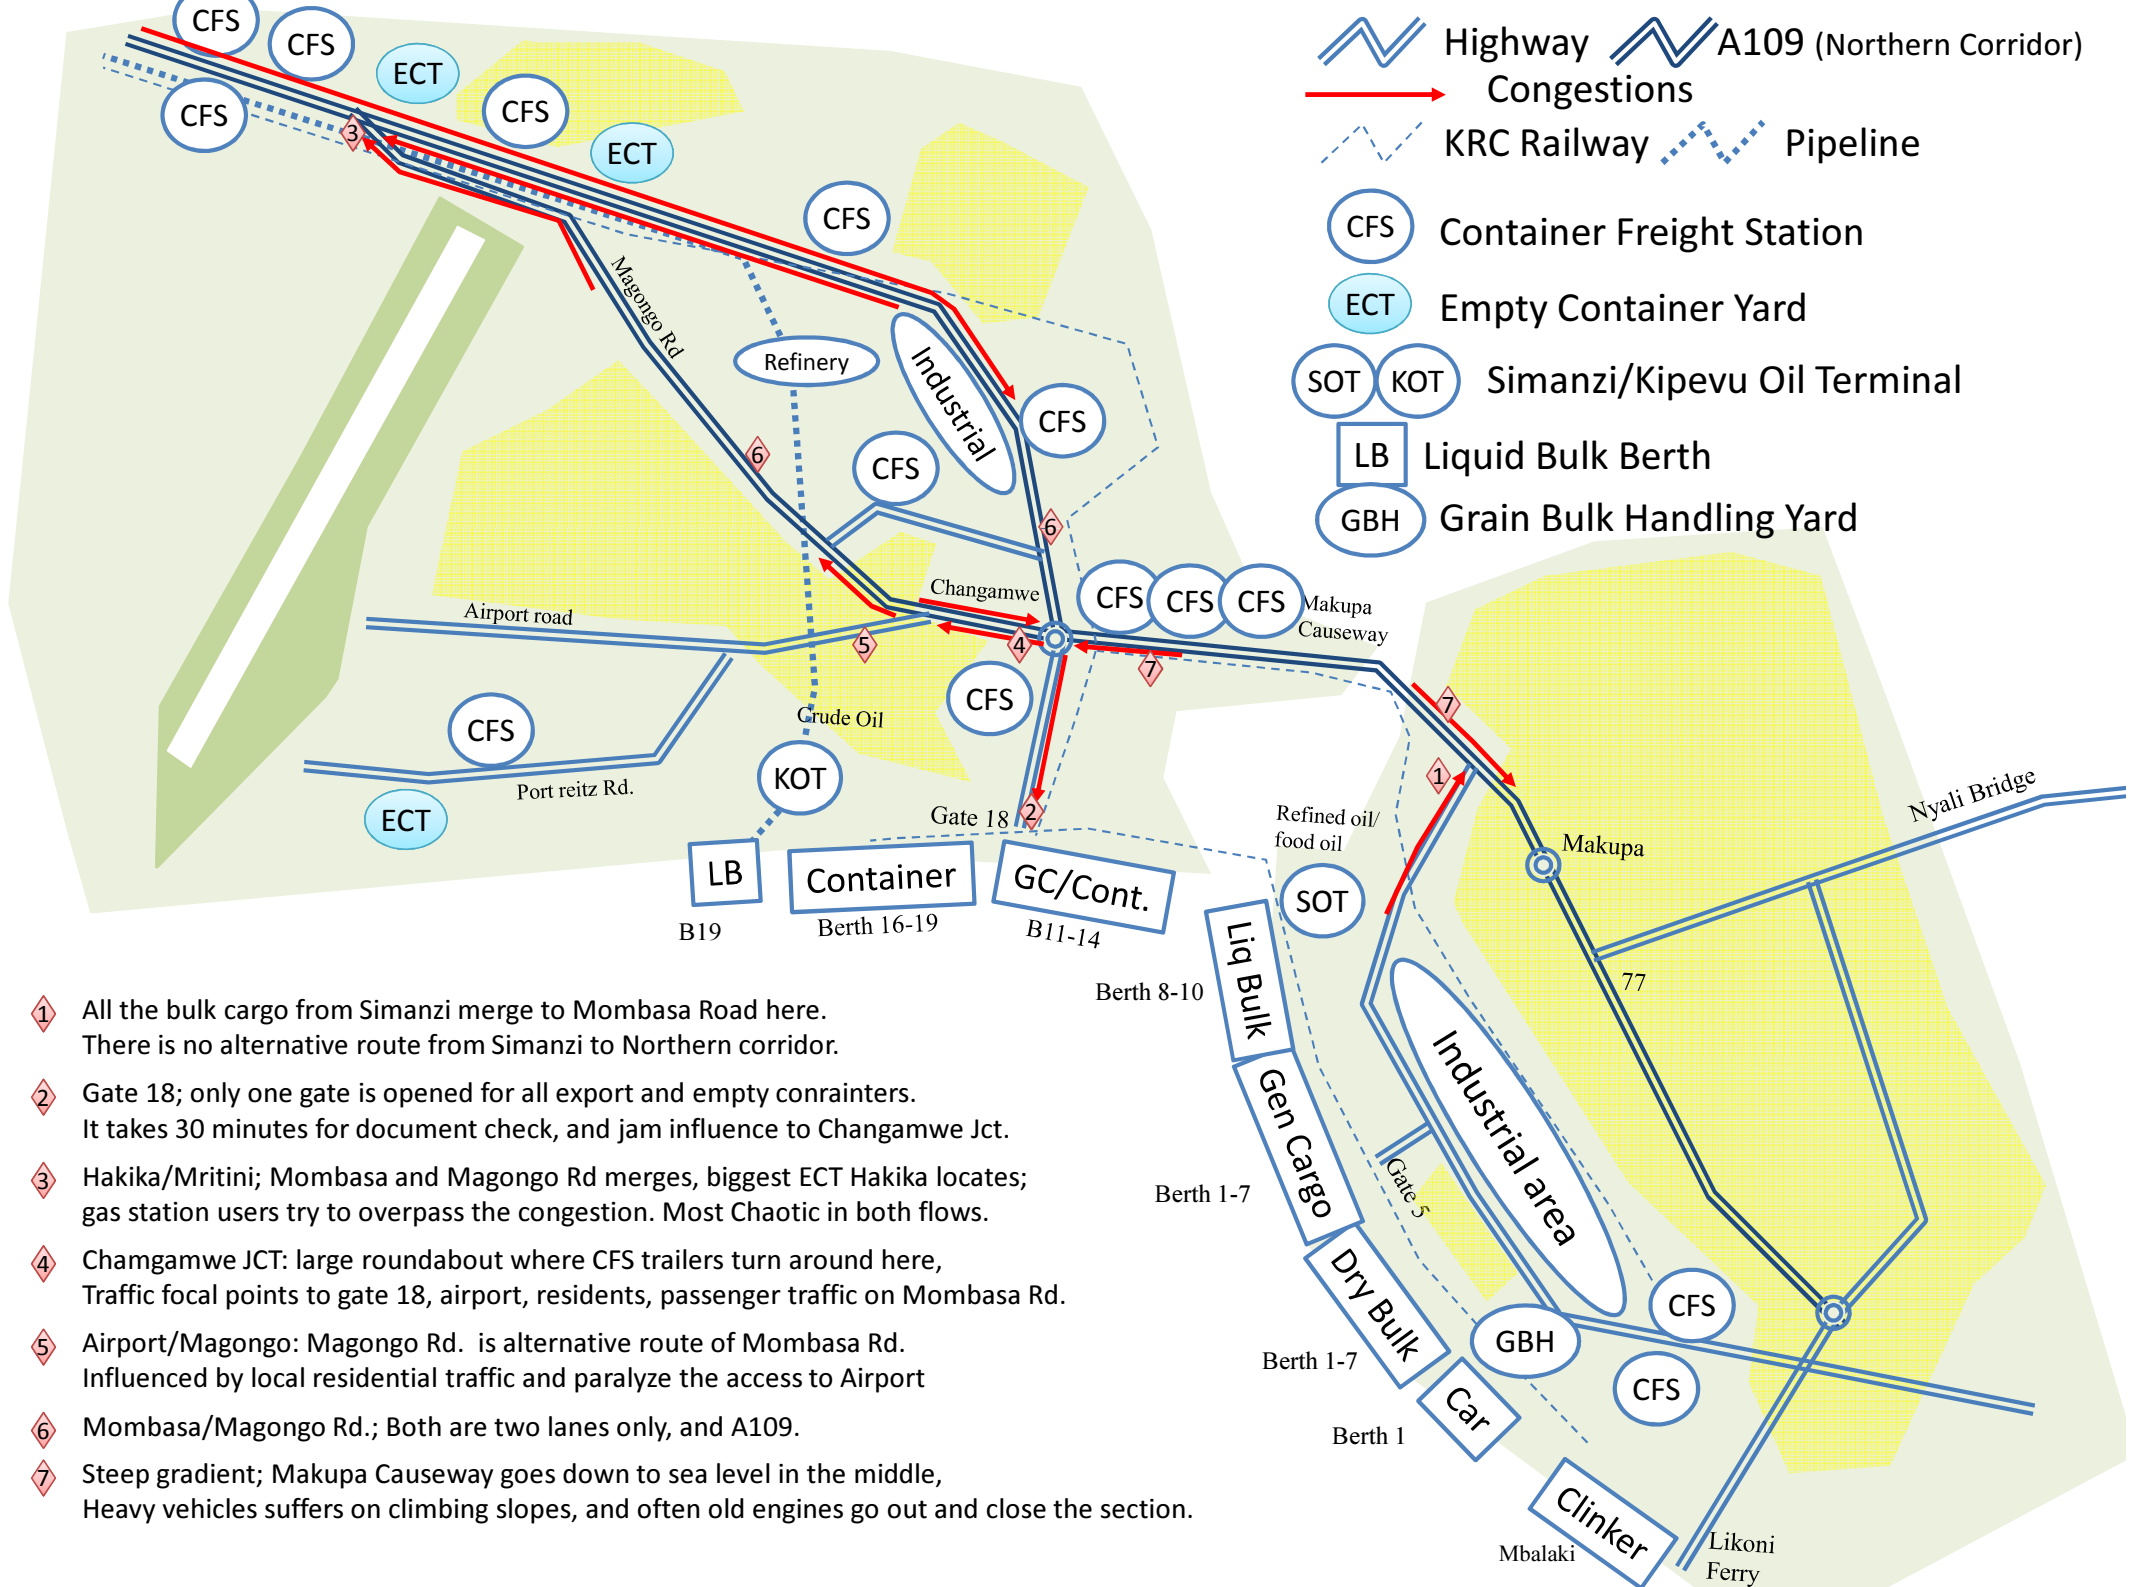 CFS
CFS
ECT
CFS
CFS
ECT
CFS
3
Magongo Rd
Refinery
Industrial
CFS
CFS
6
6
Changamwe
CFS
CFS
CFS
Makupa
Causeway
Airport road
5
4
7
CFS
CFS
Crude Oil
KOT
Port reitz Rd.
ECT
Gate 18
2
LB
Container
GC/Cont.
B19
Berth 16-19
B11-14
7
1
Refined oil/
food oil
SOT
Makupa
Nyali Bridge
77
Liq Bulk
Berth 8-10
Gen Cargo
Berth 1-7
Gate 5
Industrial area
Dry Bulk
Berth 1-7
GBH
CFS
CFS
Car
Berth 1
Clinker
Mbalaki
Likoni
Ferry
Highway
A109 (Northern Corridor)
Congestions
KRC Railway
Pipeline
CFS Container Freight Station
ECT Empty Container Yard
SOT KOT Simanzi/Kipevu Oil Terminal
LB Liquid Bulk Berth
GBH Grain Bulk Handling Yard
1 All the bulk cargo from Simanzi merge to Mombasa Road here.
There is no alternative route from Simanzi to Northern corridor.
2 Gate 18; only one gate is opened for all export and empty conrainters.
It takes 30 minutes for document check, and jam influence to Changamwe Jct.
3 Hakika/Mritini; Mombasa and Magongo Rd merges, biggest ECT Hakika locates;
gas station users try to overpass the congestion. Most Chaotic in both flows.
4 Chamgamwe JCT: large roundabout where CFS trailers turn around here,
Traffic focal points to gate 18, airport, residents, passenger traffic on Mombasa Rd.
5 Airport/Magongo: Magongo Rd. is alternative route of Mombasa Rd.
Influenced by local residential traffic and paralyze the access to Airport
6 Mombasa/Magongo Rd.; Both are two lanes only, and A109.
7 Steep gradient; Makupa Causeway goes down to sea level in the middle,
Heavy vehicles suffers on climbing slopes, and often old engines go out and close the section.